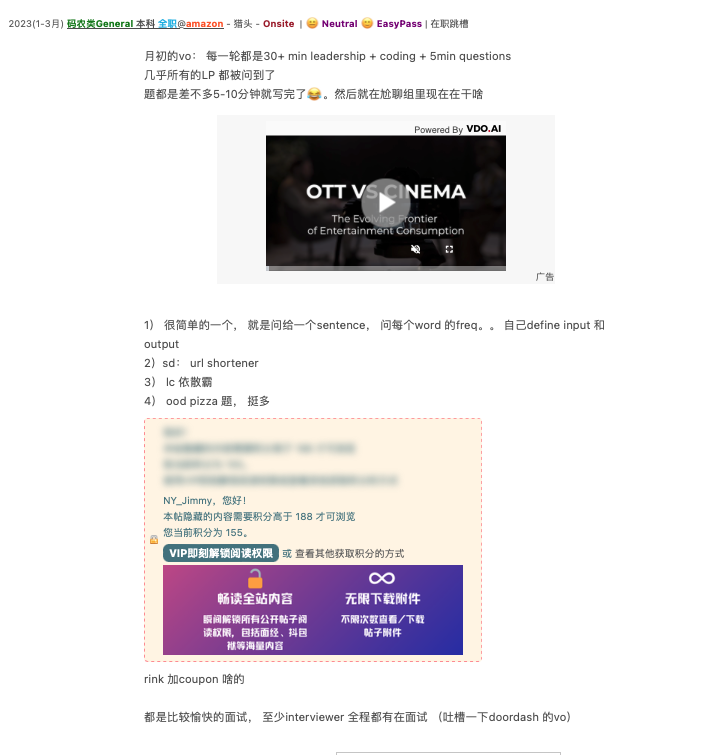 2023(1-3月) 码农类General 本科 全职@amazon - 猎头 - Onsite | 😐 Neutral 😊 EasyPass | 在职跳槽
月初的vo： 每一轮都是30+ min leadership + coding + 5min questions
几乎所有的LP 都被问到了
题都是差不多5-10分钟就写完了😂。然后就在尬聊组里现在在干啥
Powered By VDO.AI
OTT VS CINEMA
The Evolving Frontier
of Entertainment Consumption
广告
1） 很简单的一个， 就是问给一个sentence， 问每个word 的freq。。 自己define input 和
output
2）sd： url shortener
3） lc 依散霸
4） ood pizza 题， 挺多
NY_Jimmy，您好！
本帖隐藏的内容需要积分高于 188 才可浏览
您当前积分为 155。
VIP即刻解锁阅读权限 或 查看其他获取积分的方式
畅读全站内容
瞬间解锁所有公开帖子阅
读权限，包括面经、抖包
袱等海量内容
无限下载附件
不限次数查看/下载
帖子附件
rink 加coupon 啥的
都是比较愉快的面试， 至少interviewer 全程都有在面试 （吐槽一下doordash 的vo）